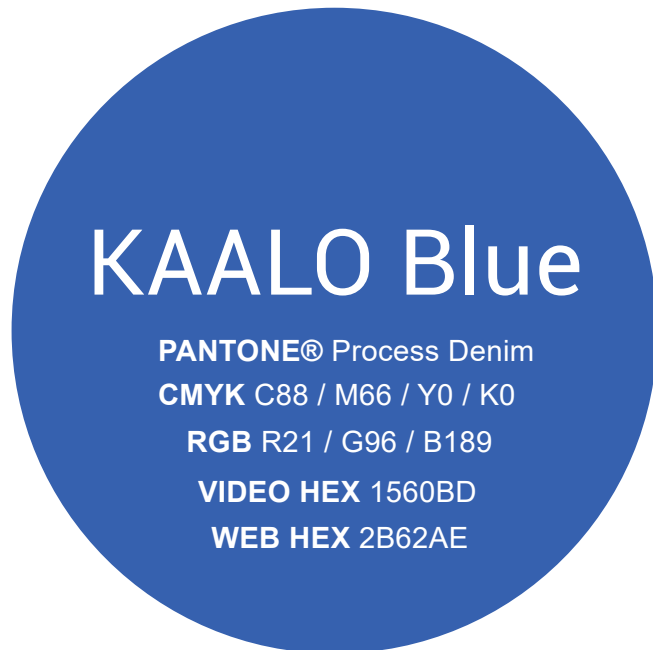 KAALO Blue
PANTONE® Process Denim
CMYK C88 / M66 / Y0 / K0
RGB R21 / G96 / B189
VIDEO HEX 1560BD
WEB HEX 2B62AE